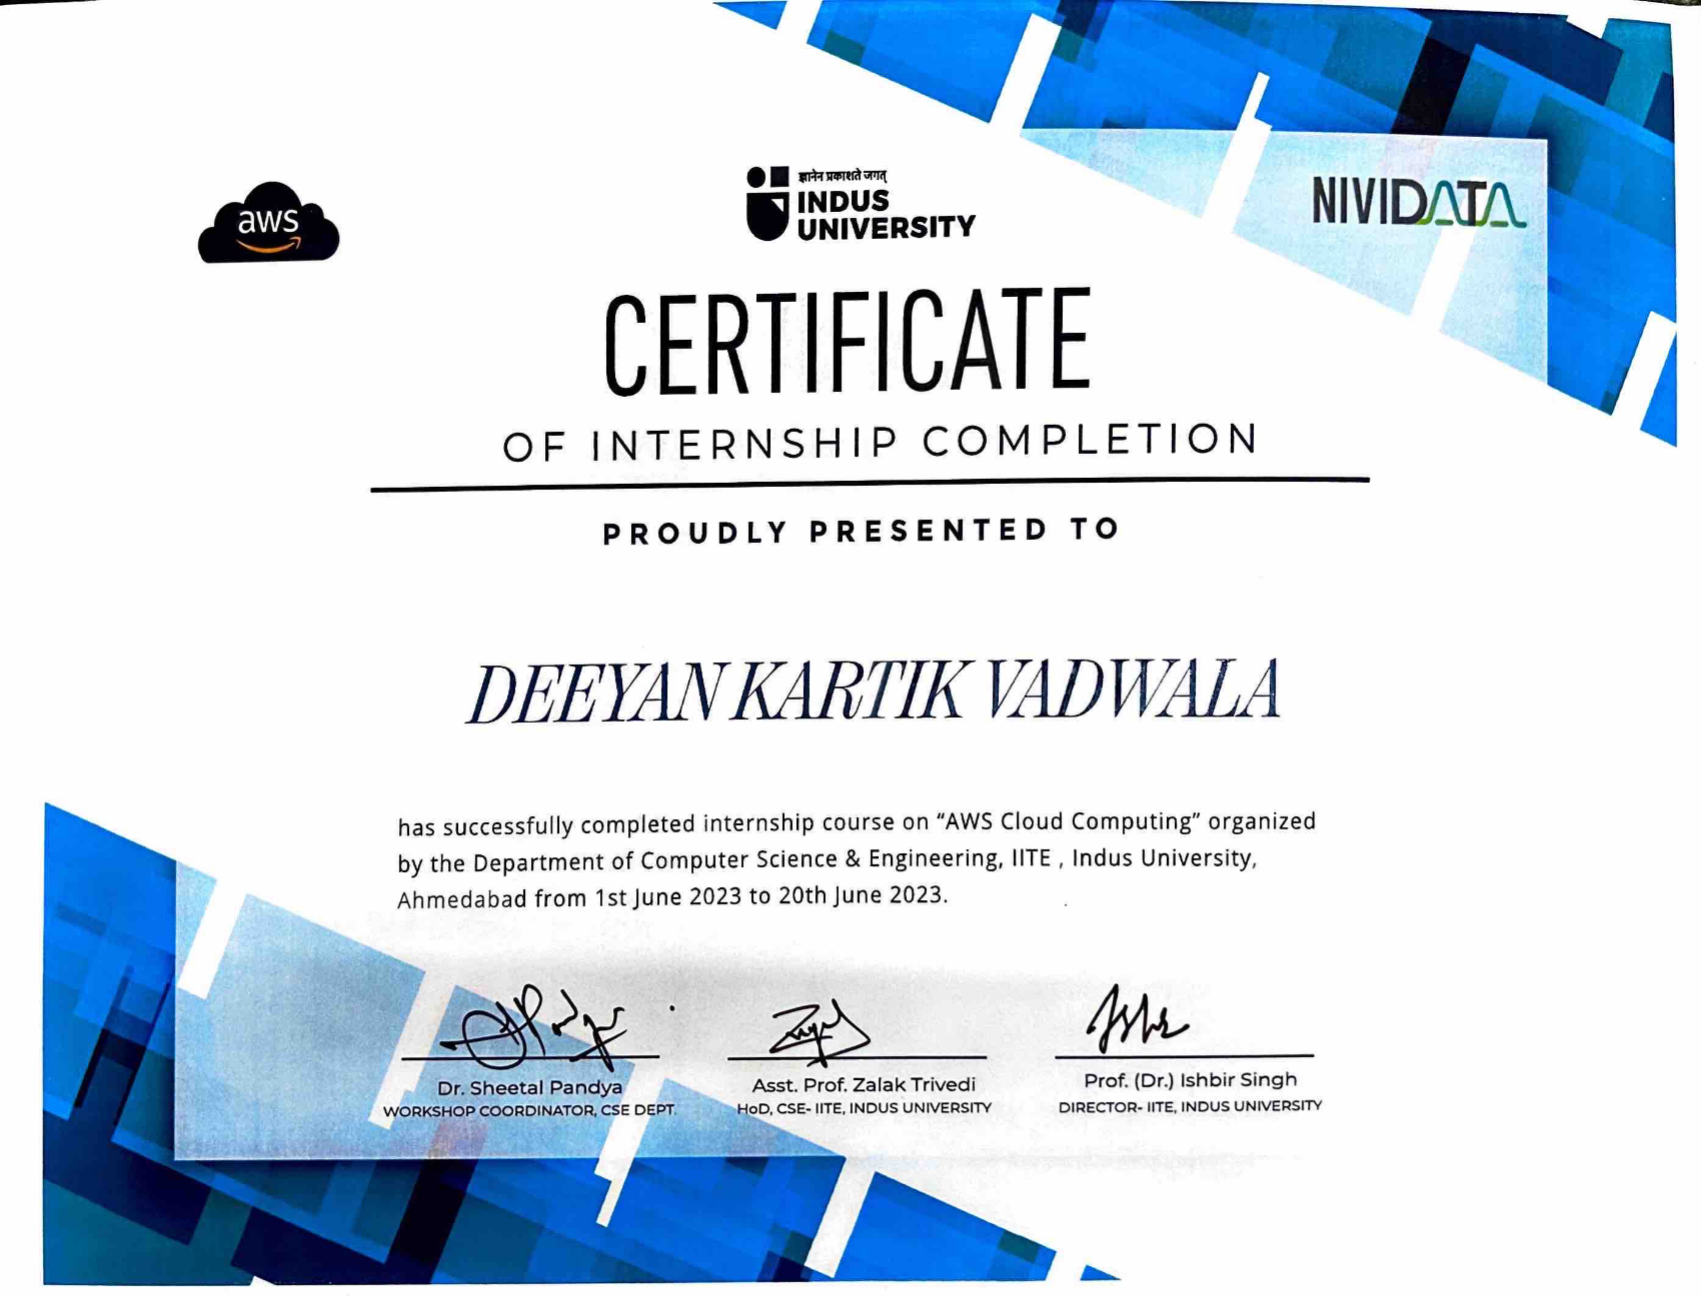 aws
ज्ञानेन प्रकाशते जगत्
INDUS
UNIVERSITY
NIVIDATA
CERTIFICATE
OF INTERNSHIP COMPLETION
PROUDLY PRESENTED TO
DEEYAN KARTIK VADWALA
has successfully completed internship course on “AWS Cloud Computing” organized
by the Department of Computer Science & Engineering, IITE , Indus University,
Ahmedabad from 1st June 2023 to 20th June 2023.
Dr. Sheetal Pandya
WORKSHOP COORDINATOR, CSE DEPT.
Asst. Prof. Zalak Trivedi
HoD, CSE- IITE, INDUS UNIVERSITY
Prof. (Dr.) Ishbir Singh
DIRECTOR- IITE, INDUS UNIVERSITY